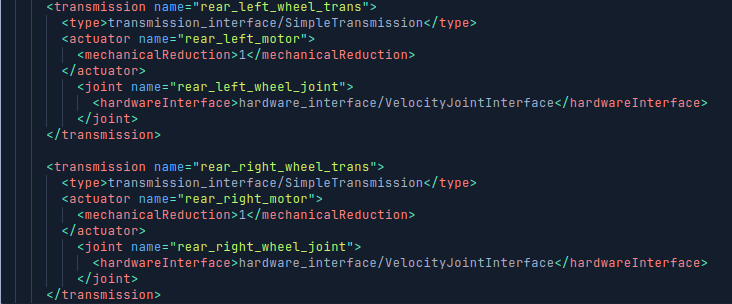 <transmission name="rear_left_wheel_trans">
<type>transmission_interface/SimpleTransmission</type>
<actuator name="rear_left_motor">
<mechanicalReduction>1</mechanicalReduction>
</actuator>
<joint name="rear_left_wheel_joint">
<hardwareInterface>hardware_interface/VelocityJointInterface</hardwareInterface>
</joint>
</transmission>
<transmission name="rear_right_wheel_trans">
<type>transmission_interface/SimpleTransmission</type>
<actuator name="rear_right_motor">
<mechanicalReduction>1</mechanicalReduction>
</actuator>
<joint name="rear_right_wheel_joint">
<hardwareInterface>hardware_interface/VelocityJointInterface</hardwareInterface>
</joint>
</transmission>